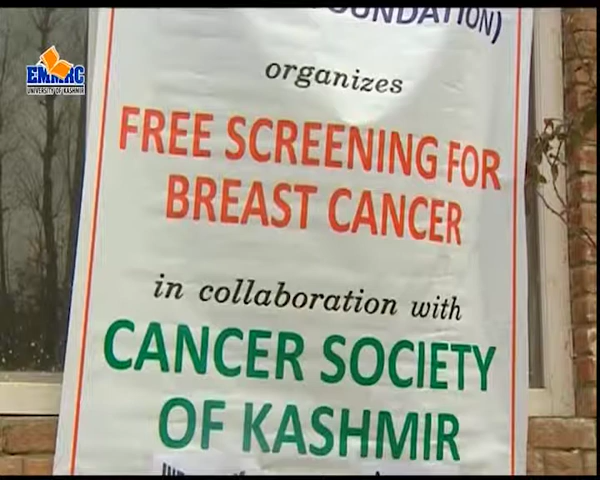 EMMRC
UNIVERSITY OF KASHMIR
FOUNDATION)
organizes
FREE SCREENING FOR
BREAST CANCER
in collaboration with
CANCER SOCIETY
OF KASHMIR